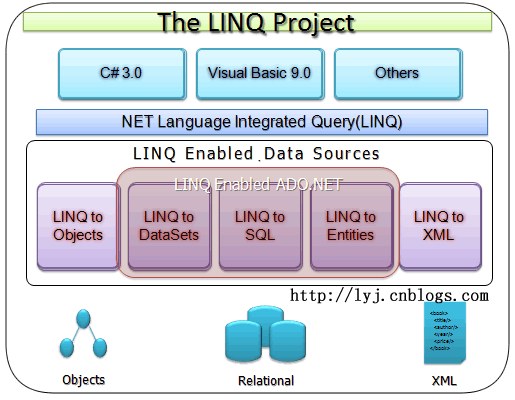 The LINQ Project
C# 3.0
Visual Basic 9.0
Others
NET Language Integrated Query(LINQ)
LINQ Enabled Data Sources
LINQ Enabled ADO.NET
LINQ to
Objects
LINQ to
DataSets
LINQ to
SQL
LINQ to
Entities
LINQ to
XML
http://lyj.cnblogs.com
<book>
<title/>
<author/>
<year/>
<price/>
</book>
Objects
Relational
XML